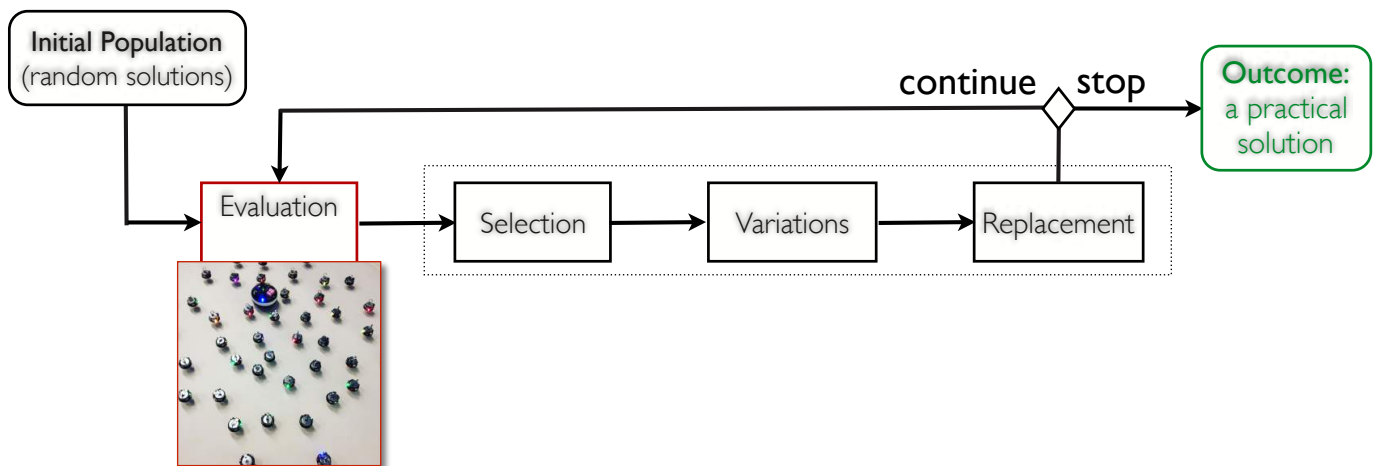 Initial Population
(random solutions)
continue
stop
Outcome:
a practical
solution
Evaluation
Selection
Variations
Replacement